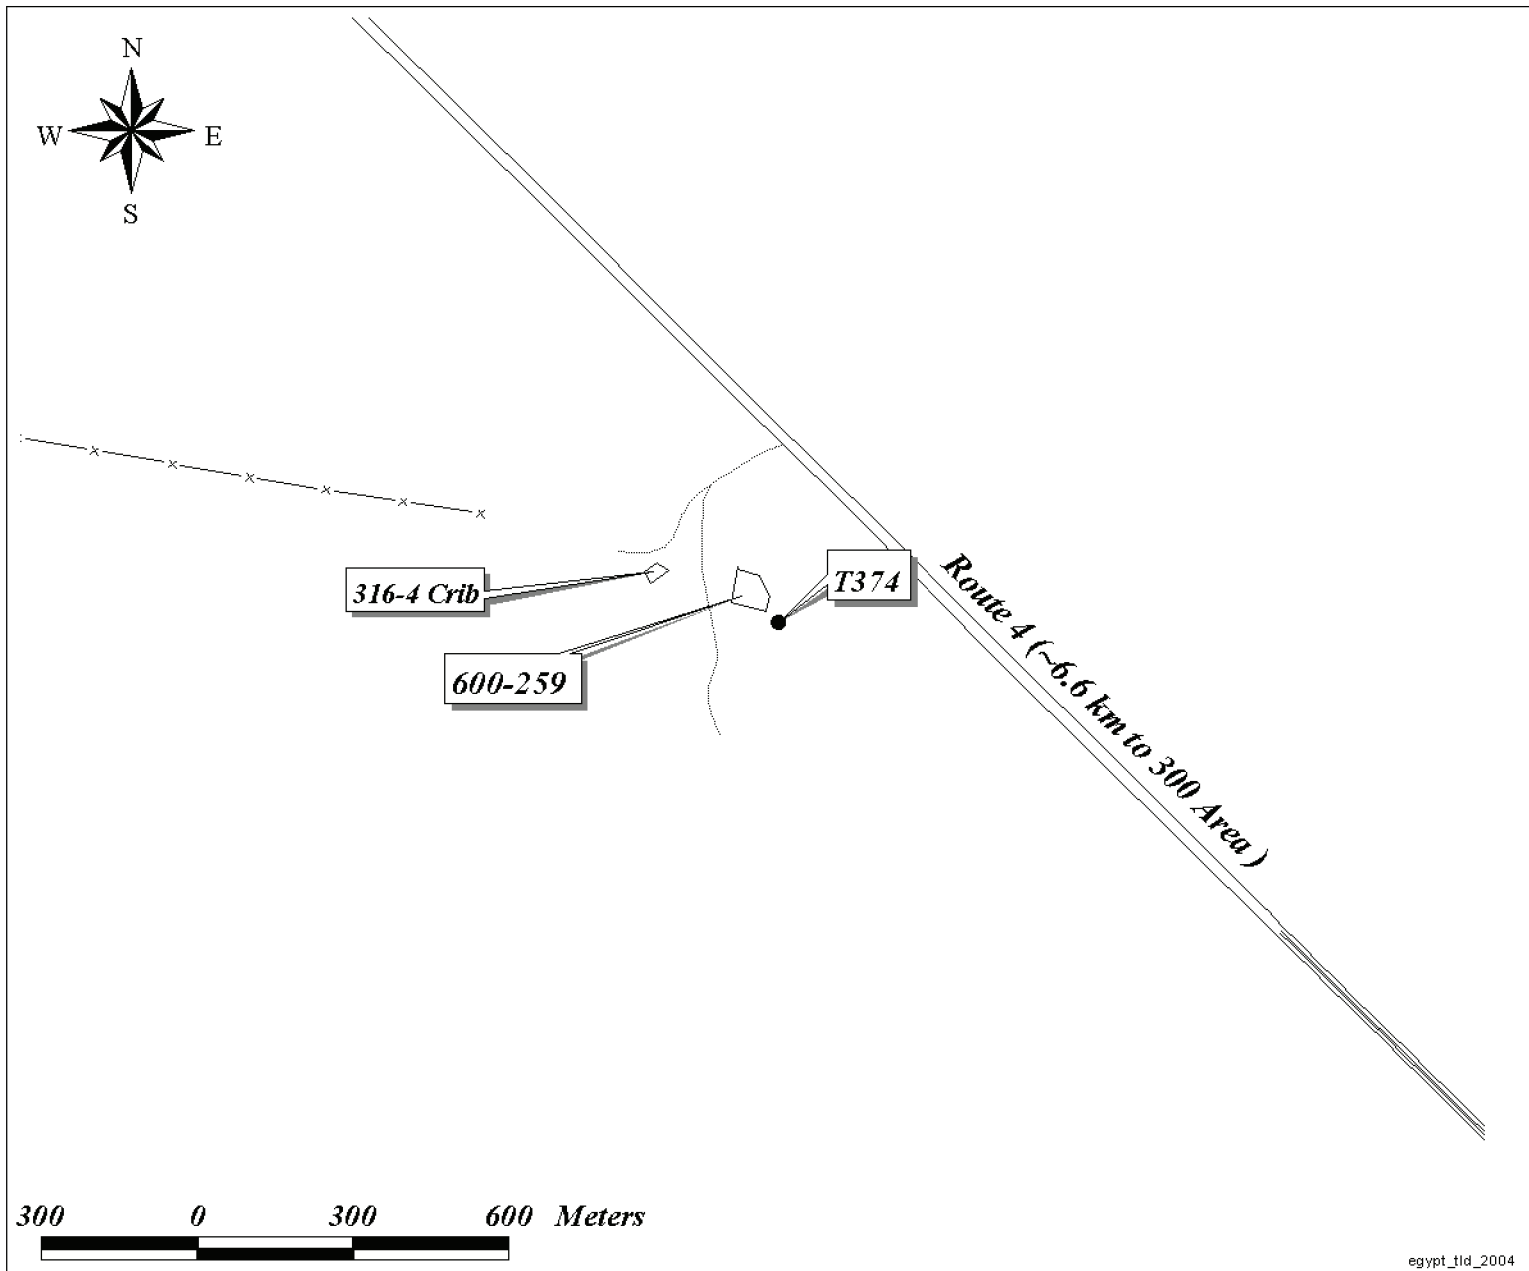 N
W E
S
316-4 Crib
T374
600-259
Route 4 (~6.6 km to 300 Area )
300 0 300 600 Meters
egypt_tld_2004